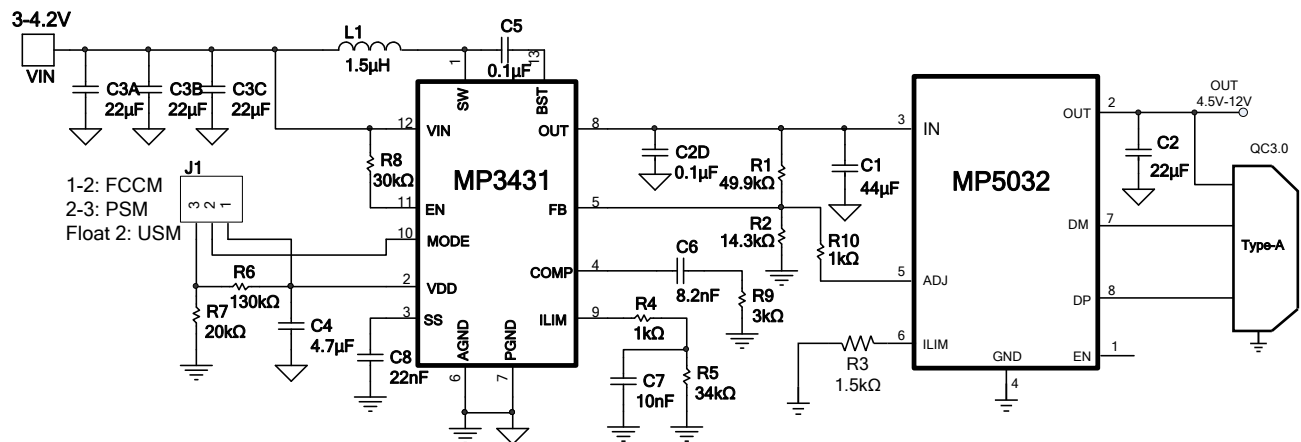 3-4.2V
VIN
C3A
22µF
C3B
22µF
C3C
22µF
L1
1.5µH
C5
0.1µF
1
SW
13
BST
12
VIN
R8
30kΩ
11
EN
10
MODE
2
VDD
3
SS
MP3431
OUT
8
FB
5
COMP
4
ILIM
9
AGND
6
PGND
7
J1
3
2
1
1-2: FCCM
2-3: PSM
Float 2: USM
R6
130kΩ
R7
20kΩ
C4
4.7µF
C8
22nF
C2D
0.1µF
R1
49.9kΩ
C1
44µF
R2
14.3kΩ
R10
1kΩ
C6
8.2nF
R9
3kΩ
R4
1kΩ
C7
10nF
R5
34kΩ
R3
1.5kΩ
3
IN
MP5032
OUT
2
DM
7
5
ADJ
DP
8
6
ILIM
GND
4
EN
1
OUT
4.5V-12V
C2
22µF
QC3.0
Type-A